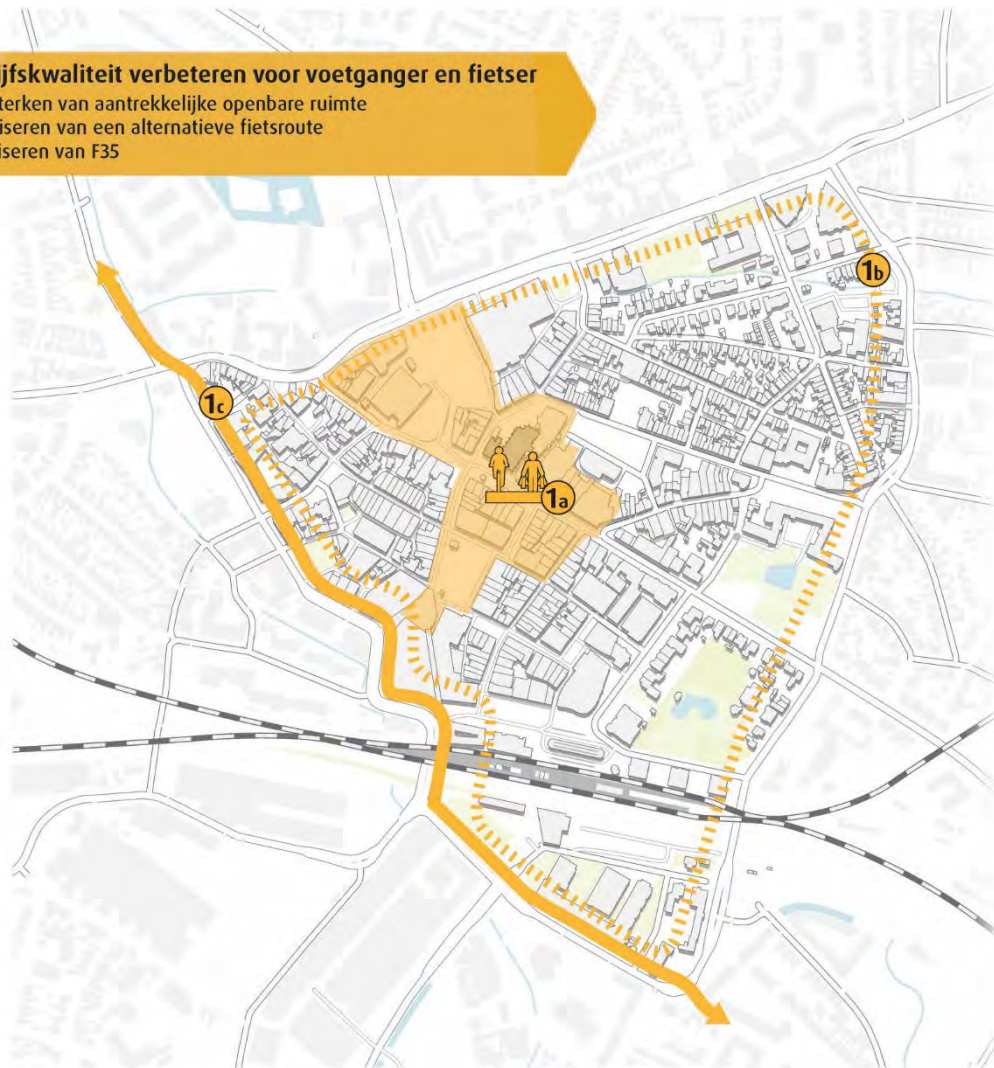 ijfskwaliteit verbeteren voor voetganger en fietser
terken van aantrekkelijke openbare ruimte
iseren van een alternatieve fietsroute
iseren van F35
1b
1c
1a